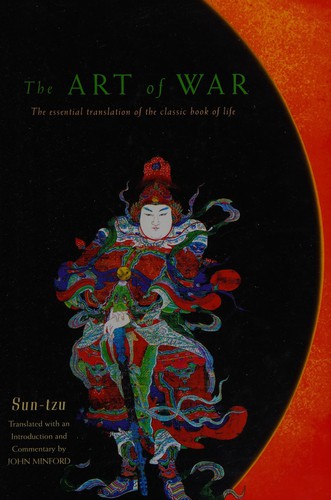 The ART of WAR
The essential translation of the classic book of life
Sun-tzu
Translated with an
Introduction and
Commentary by
JOHN MINFORD